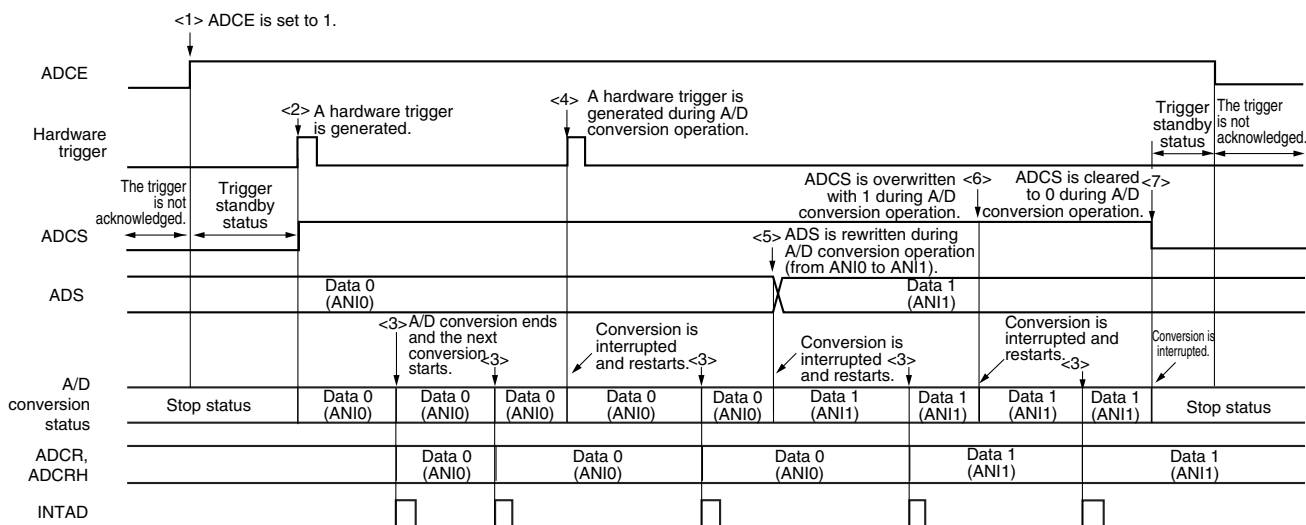 <1> ADCE is set to 1.
ADCE
<2> A hardware trigger
is generated.
<4> A hardware trigger is
generated during A/D
conversion operation.
Trigger
standby
status
The trigger
is not
acknowledged.
Hardware
trigger
The trigger
is not
acknowledged.
Trigger
standby
status
ADCS is overwritten <6>
with 1 during A/D
conversion operation.
ADCS is cleared <7>
to 0 during A/D
conversion operation.
ADCS
<5> ADS is rewritten during
A/D conversion operation
(from ANI0 to ANI1).
ADS
Data 0
(ANI0)
Data 1
(ANI1)
<3> A/D conversion ends
and the next
conversion
starts. <3>
Conversion is
interrupted
and restarts. <3>
Conversion is
interrupted <3>
and restarts.
Conversion is
interrupted and
restarts. <3>
Conversion is
interrupted.
A/D
conversion
status
Stop status
Data 0
(ANI0)
Data 0
(ANI0)
Data 0
(ANI0)
Data 0
(ANI0)
Data 0
(ANI0)
Data 1
(ANI1)
Data 1
(ANI1)
Data 1
(ANI1)
Data 1
(ANI1)
Stop status
ADCR,
ADCRH
Data 0
(ANI0)
Data 0
(ANI0)
Data 0
(ANI0)
Data 1
(ANI1)
Data 1
(ANI1)
INTAD